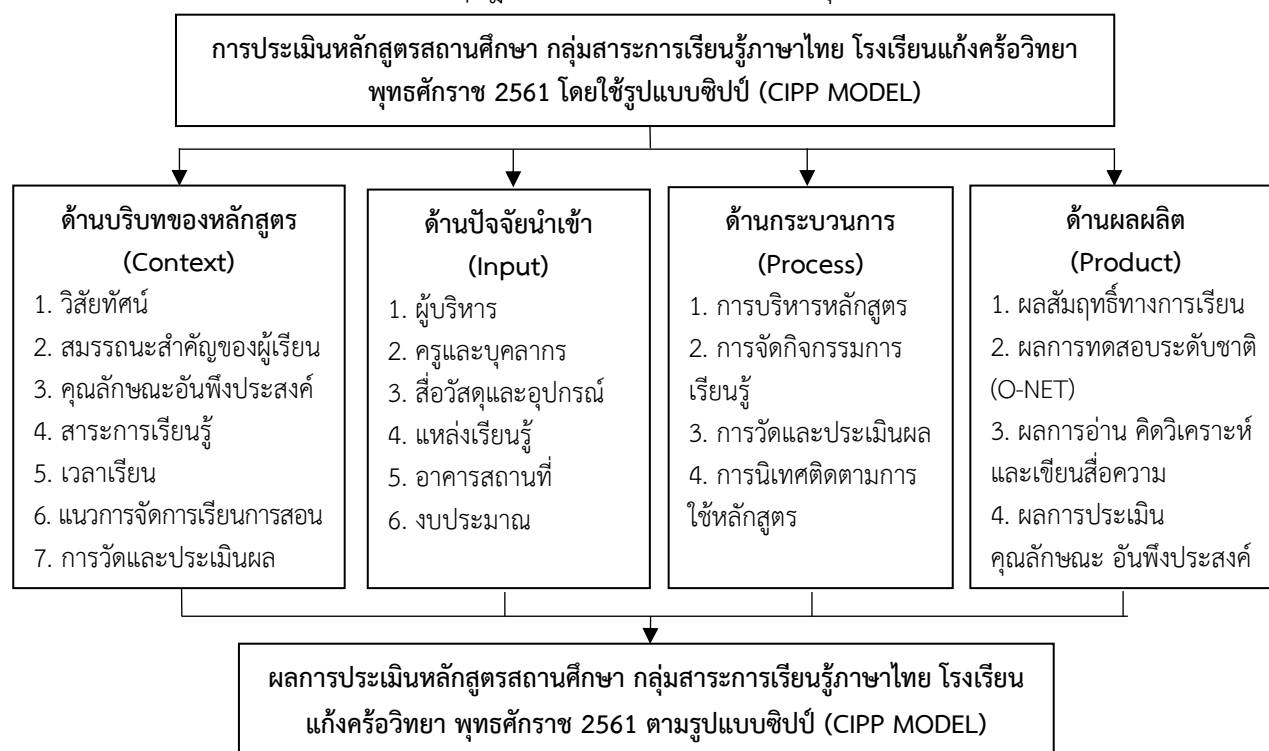 การประเมินหลักสูตรสถานศึกษา กลุ่มสาระการเรียนรู้ภาษาไทย โรงเรียนแก้งคร้อวิทยา
พุทธศักราช 2561 โดยใช้รูปแบบซิปป์ (CIPP MODEL)
ด้านบริบทของหลักสูตร
(Context)
1. วิสัยทัศน์
2. สมรรถนะสำคัญของผู้เรียน
3. คุณลักษณะอันพึงประสงค์
4. สาระการเรียนรู้
5. เวลาเรียน
6. แนวการจัดการเรียนการสอน
7. การวัดและประเมินผล
ด้านปัจจัยนำเข้า
(Input)
1. ผู้บริหาร
2. ครูและบุคลากร
3. สื่อวัสดุและอุปกรณ์
4. แหล่งเรียนรู้
5. อาคารสถานที่
6. งบประมาณ
ด้านกระบวนการ
(Process)
1. การบริหารหลักสูตร
2. การจัดกิจกรรมการ
เรียนรู้
3. การวัดและประเมินผล
4. การนิเทศติดตามการ
ใช้หลักสูตร
ด้านผลผลิต
(Product)
1. ผลสัมฤทธิ์ทางการเรียน
2. ผลการทดสอบระดับชาติ
(O-NET)
3. ผลการอ่าน คิดวิเคราะห์
และเขียนสื่อความ
4. ผลการประเมิน
คุณลักษณะ อันพึงประสงค์
ผลการประเมินหลักสูตรสถานศึกษา กลุ่มสาระการเรียนรู้ภาษาไทย โรงเรียน
แก้งคร้อวิทยา พุทธศักราช 2561 ตามรูปแบบซิปป์ (CIPP MODEL)